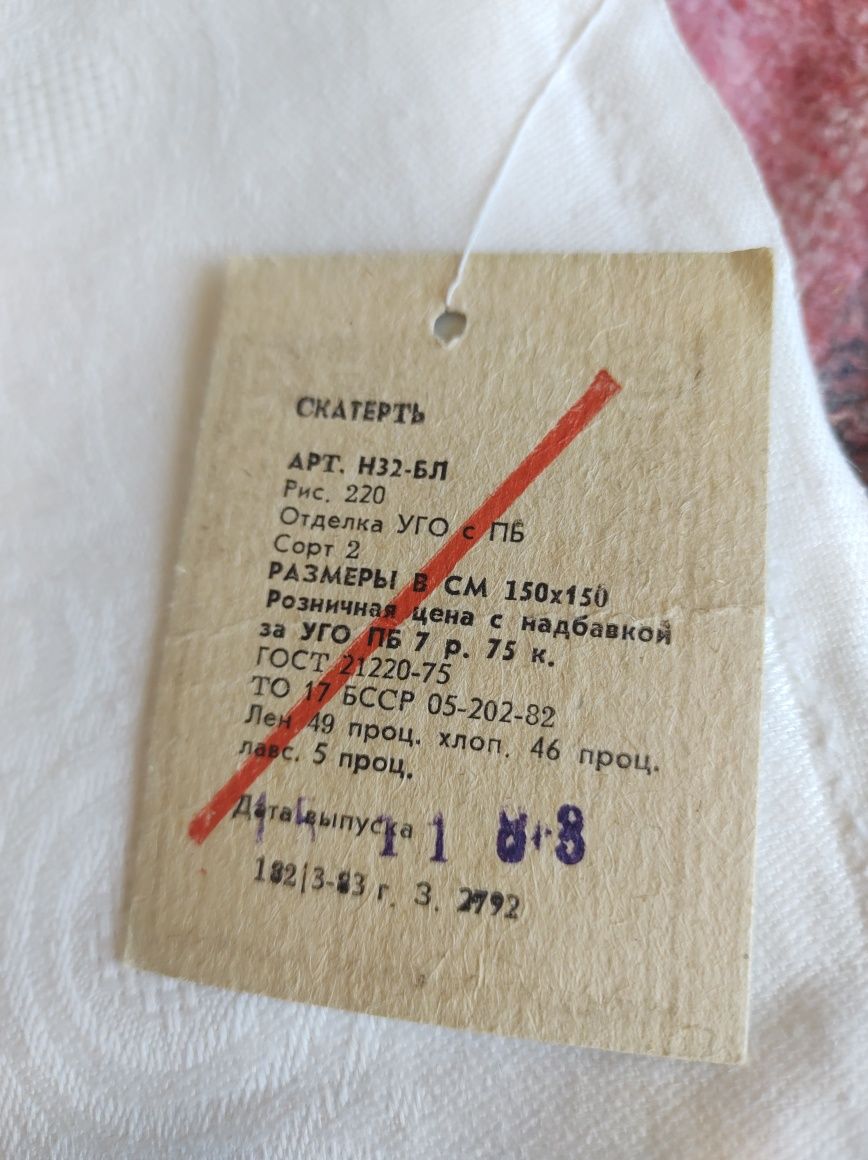 СКАТЕРТЬ
АРТ. Н32-БЛ
Рис. 220
Отделка УГО с ПБ
Сорт 2
РАЗМЕРЫ В СМ 150х150
Розничная цена с надбавкой
за УГО ПБ 7 р. 75 к.
ГОСТ 21220-75
ТО 17 БССР 05-202-82
Лен 49 проц. хлоп. 46 проц.
лавс. 5 проц.
Дата выпуска
182|3-83 г. З. 2792